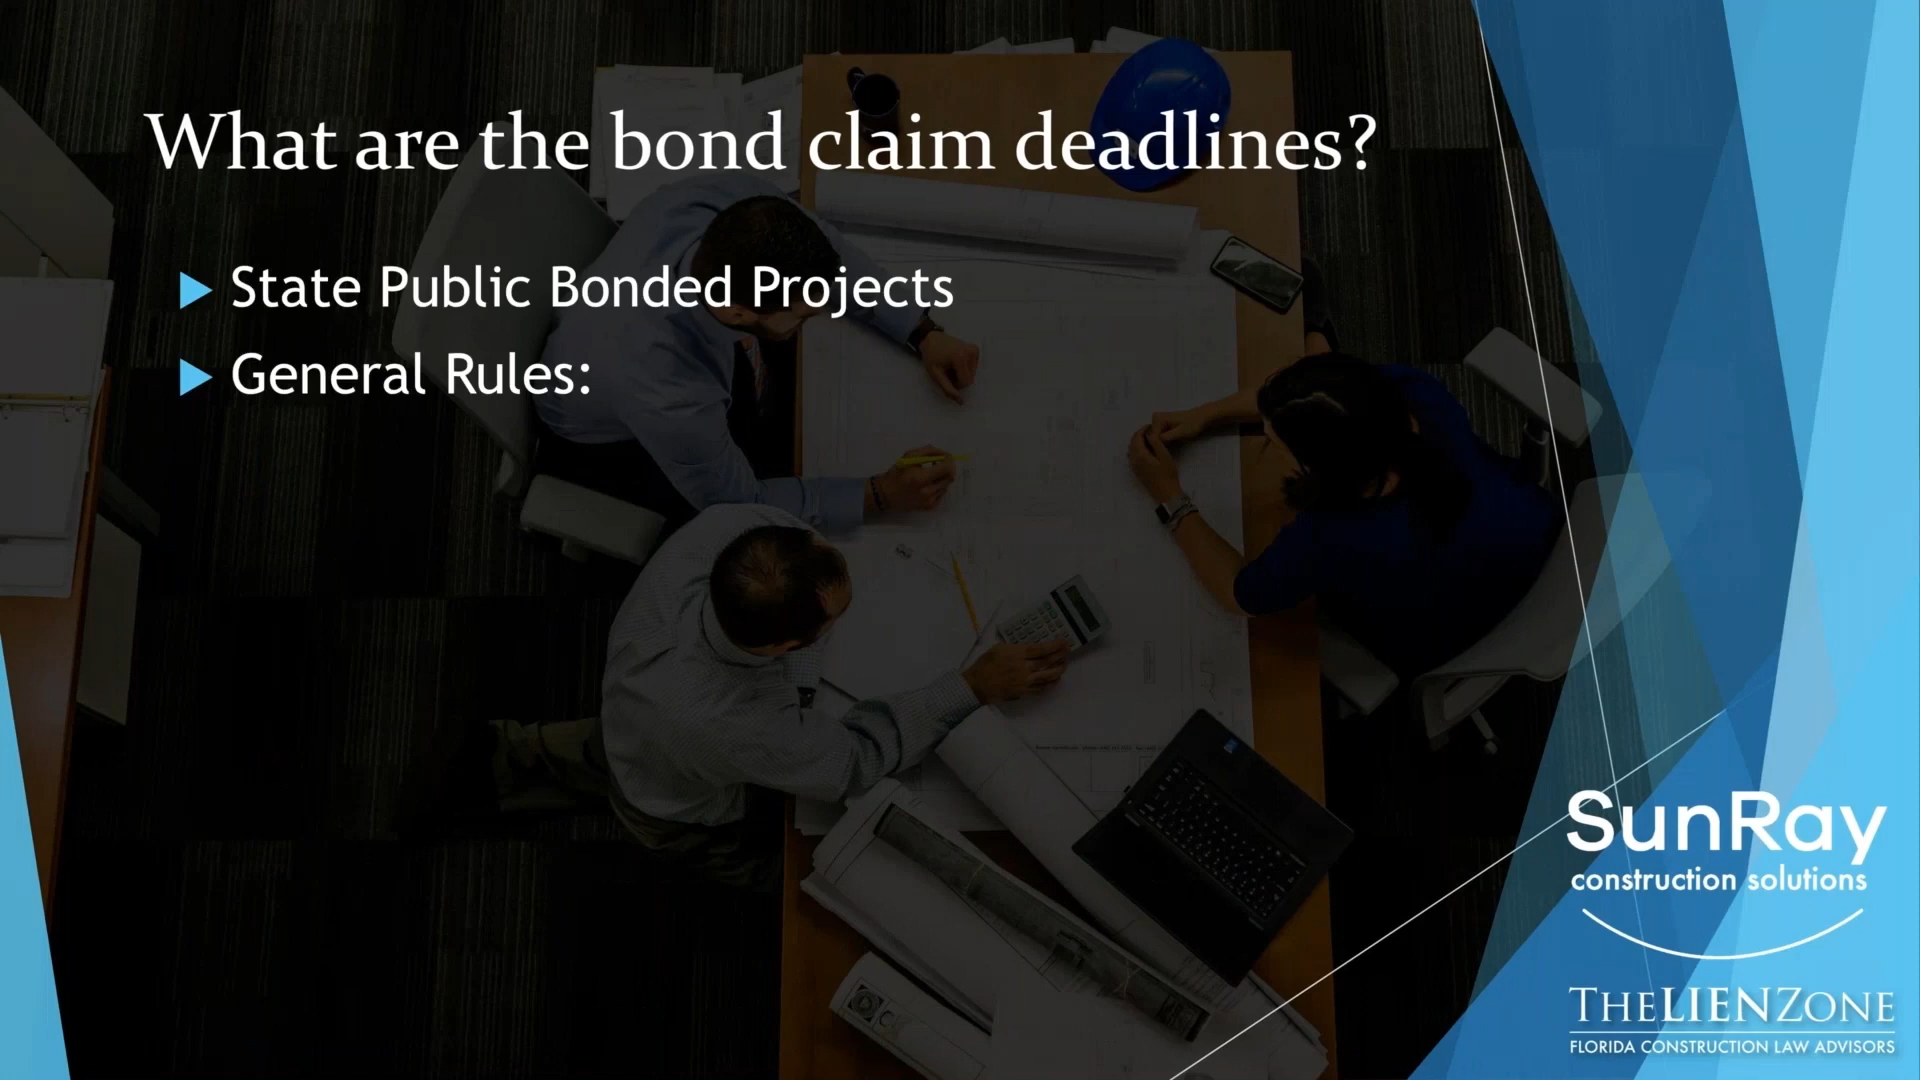 What are the bond claim deadlines?
State Public Bonded Projects
General Rules:
SunRay
construction solutions
THELIENZONE
FLORIDA CONSTRUCTION LAW ADVISORS